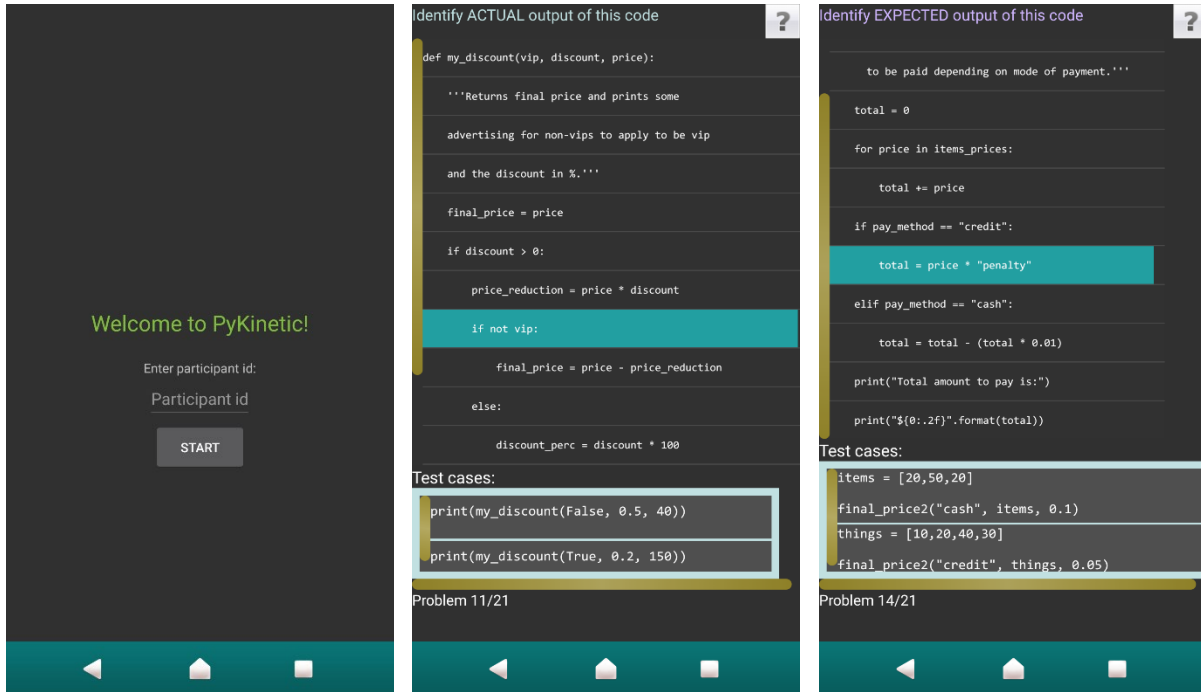 Welcome to PyKinetic!
Enter participant id:
Participant id
START
Identify ACTUAL output of this code
?
def my_discount(vip, discount, price):
'''Returns final price and prints some
advertising for non-vips to apply to be vip
and the discount in %.'''
final_price = price
if discount > 0:
price_reduction = price * discount
if not vip:
final_price = price - price_reduction
else:
discount_perc = discount * 100
Test cases:
print(my_discount(False, 0.5, 40))
print(my_discount(True, 0.2, 150))
Problem 11/21
Identify EXPECTED output of this code
?
to be paid depending on mode of payment.'''
total = 0
for price in items_prices:
total += price
if pay_method == "credit":
total = price * "penalty"
elif pay_method == "cash":
total = total - (total * 0.01)
print("Total amount to pay is:")
print("${0:.2f}".format(total))
Test cases:
items = [20,50,20]
final_price2("cash", items, 0.1)
things = [10,20,40,30]
final_price2("credit", things, 0.05)
Problem 14/21